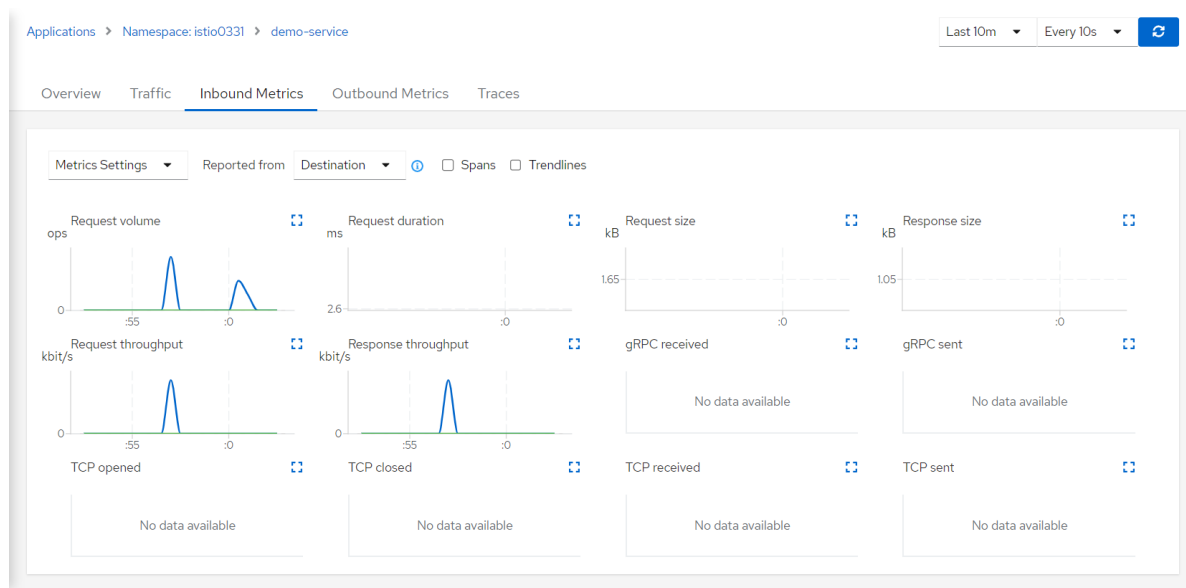 Applications > Namespace: istio0331 > demo-service
Last 10m
Every 10s
Overview Traffic Inbound Metrics Outbound Metrics Traces
Metrics Settings Reported from Destination Spans Trendlines
Request volume
ops
0
:55 :0
Request duration
ms
2.6
:0
Request size
kB
1.65
:0
Response size
kB
1.05
:0
Request throughput
kbit/s
0
:55 :0
Response throughput
kbit/s
0
:55 :0
gRPC received
No data available
gRPC sent
No data available
TCP opened
No data available
TCP closed
No data available
TCP received
No data available
TCP sent
No data available